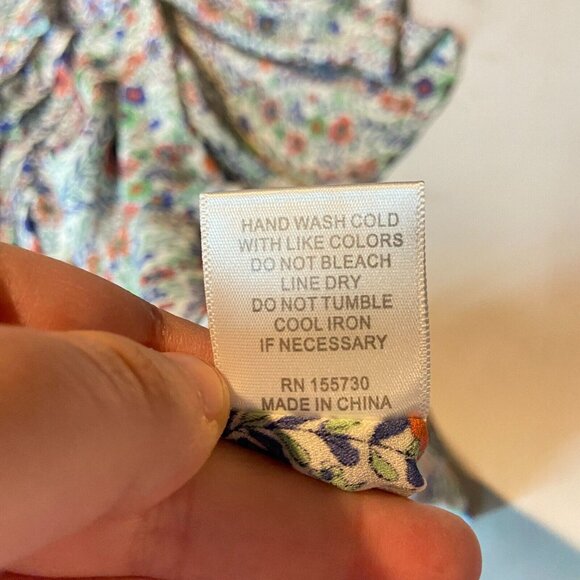 HAND WASH COLD
WITH LIKE COLORS
DO NOT BLEACH
LINE DRY
DO NOT TUMBLE
COOL IRON
IF NECESSARY
RN 155730
MADE IN CHINA